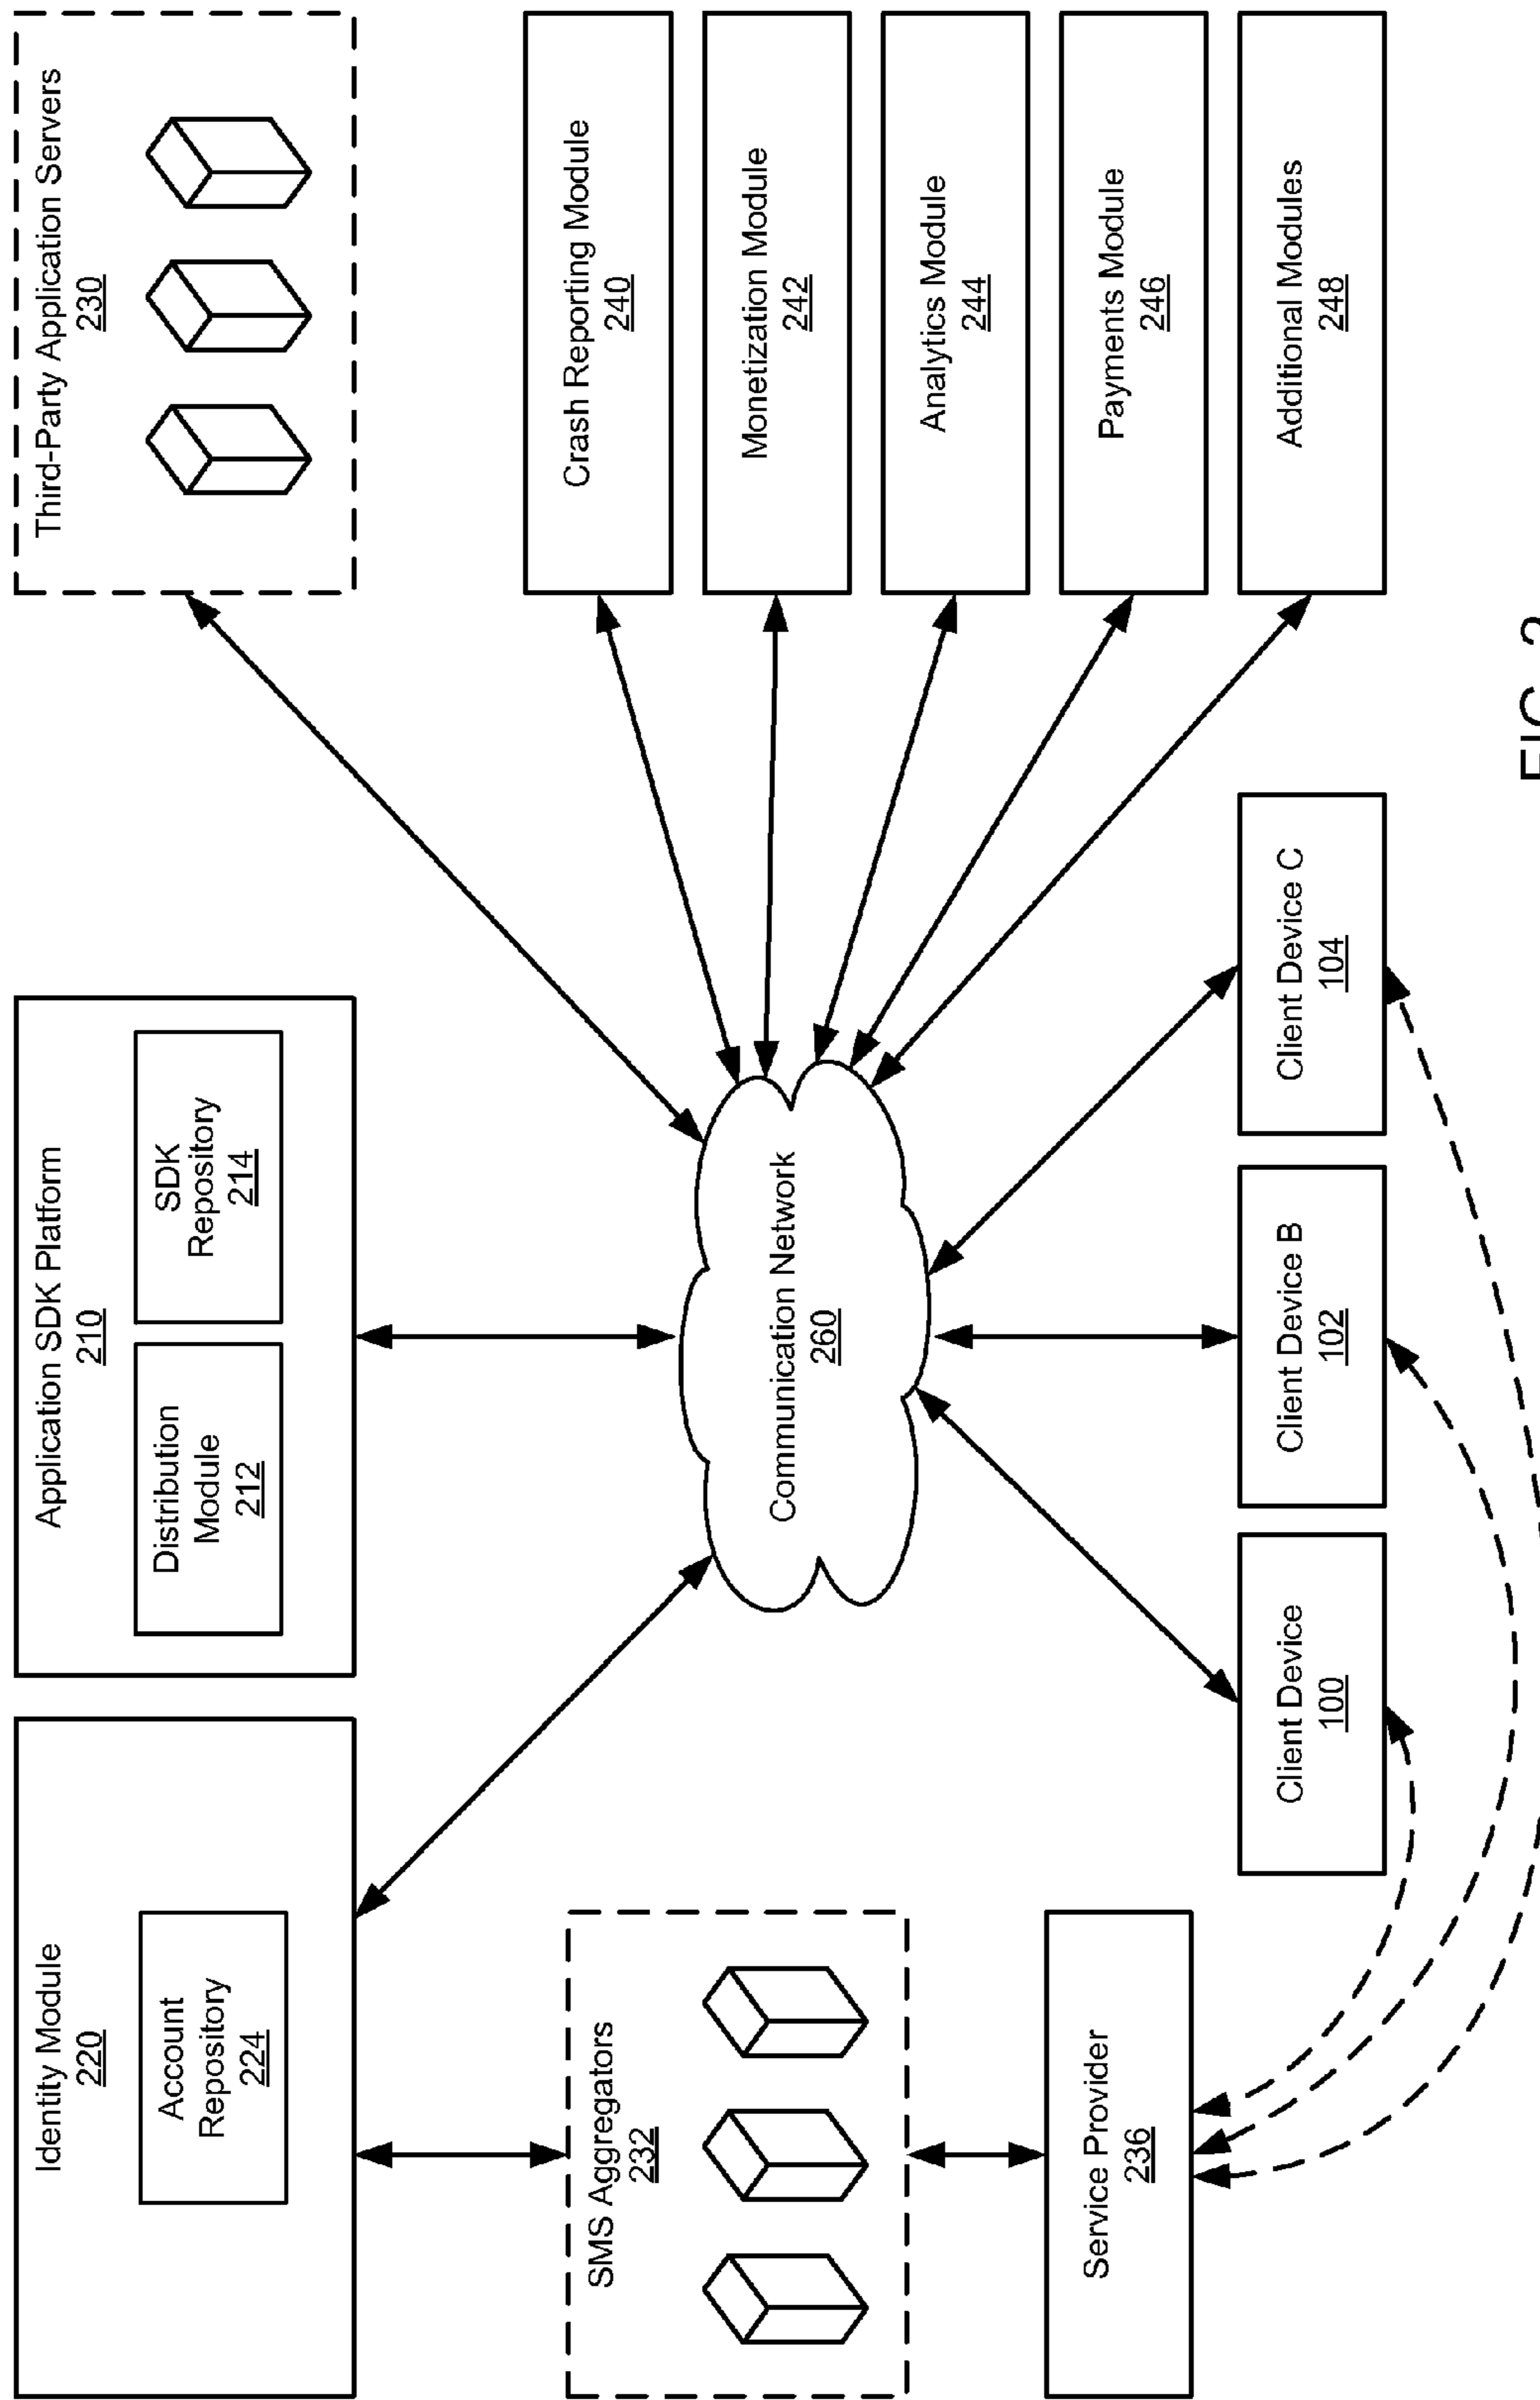 Identity Module
220
Account
Repository
224
Application SDK Platform
210
Distribution
Module
212
SDK
Repository
214
Third-Party Application Servers
230
SMS Aggregators
232
Communication Network
260
Crash Reporting Module
240
Monetization Module
242
Analytics Module
244
Payments Module
246
Additional Modules
248
Service Provider
236
Client Device
100
Client Device B
102
Client Device C
104